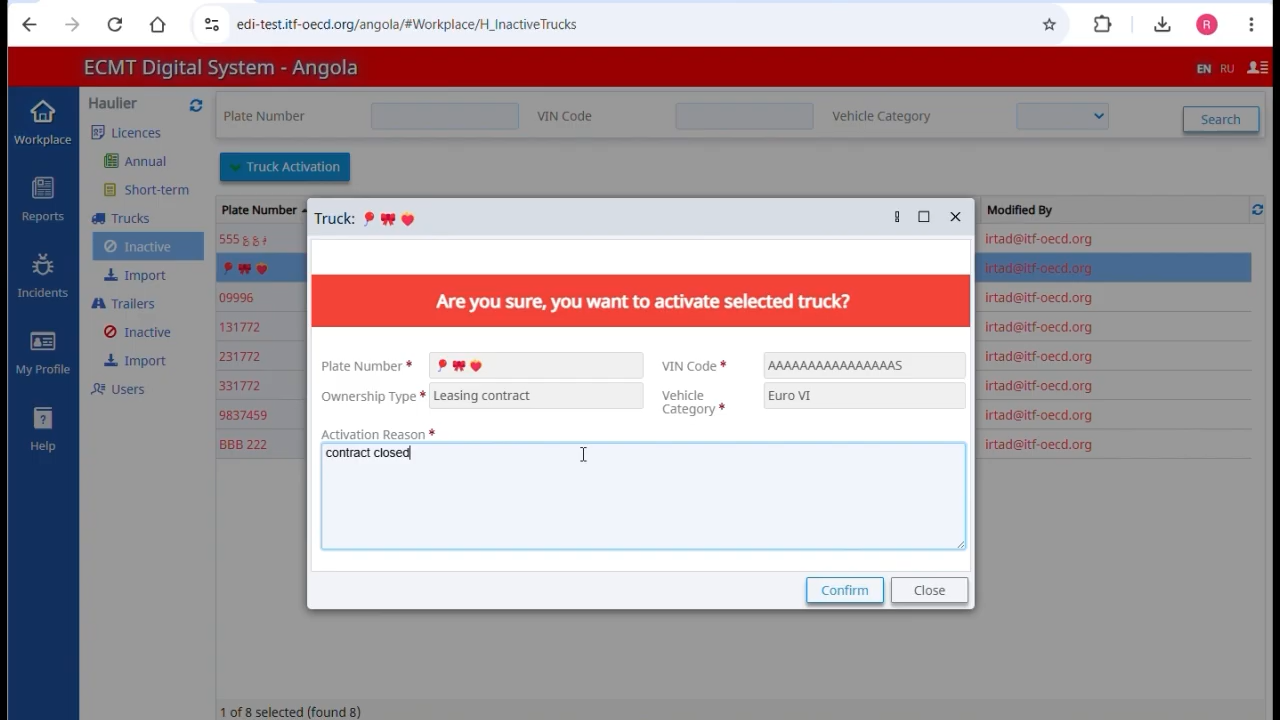 edi-test.itf-oecd.org/angola/#Workplace/H_InactiveTrucks
R
ECMT Digital System - Angola
EN RU
Workplace
Reports
Incidents
My Profile
Help
Haulier
Licences
Annual
Short-term
Trucks
Inactive
Import
Trailers
Inactive
Import
Users
Plate Number
VIN Code
Vehicle Category
Search
Truck Activation
Plate Number
Modified By
555
irtad@itf-oecd.org
🎈 🎀 🍓
irtad@itf-oecd.org
09996
irtad@itf-oecd.org
131772
irtad@itf-oecd.org
231772
irtad@itf-oecd.org
331772
irtad@itf-oecd.org
9837459
irtad@itf-oecd.org
BBB 222
irtad@itf-oecd.org
1 of 8 selected (found 8)
Truck: 🎈 🎀 🍓
Are you sure, you want to activate selected truck?
Plate Number * 🎈 🎀 🍓
VIN Code * AAAAAAAAAAAAAAAAS
Ownership Type * Leasing contract
Vehicle Category * Euro VI
Activation Reason *
contract closed
Confirm
Close